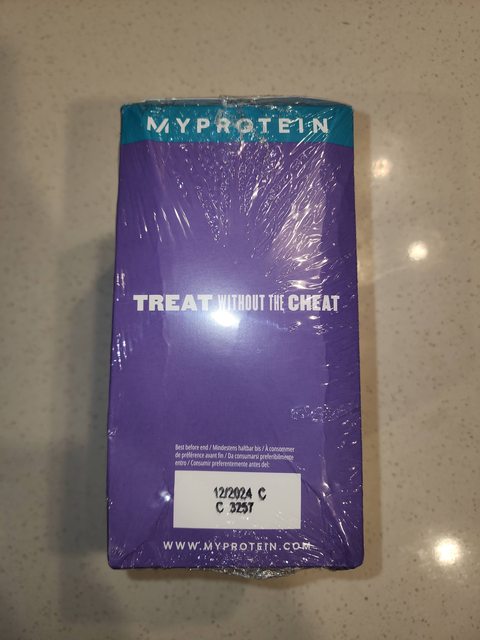 MYPROTEIN
TREAT WITHOUT THE CHEAT
Best before end / Mindestens haltbar bis / À consommer
de préférence avant fin / Da consumarsi preferibilmente
entro / Consumir preferentemente antes del:
12/2024 C
C 3257
WWW.MYPROTEIN.COM